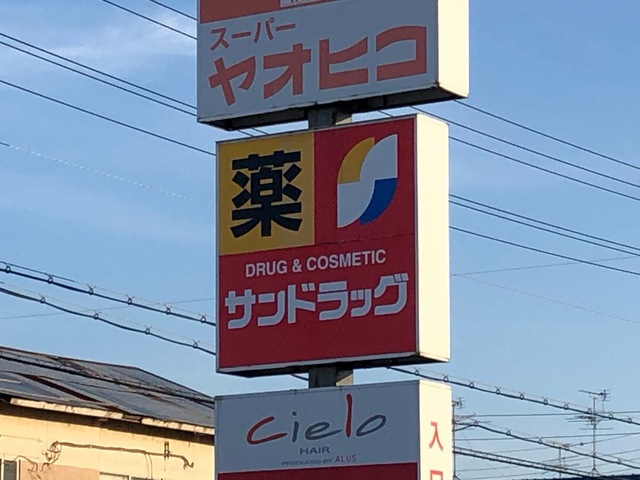 スーパー
ヤオヒコ
薬
DRUG & COSMETIC
サンドラッグ
cielo
HAIR
PRODUCED BY ALUS
入